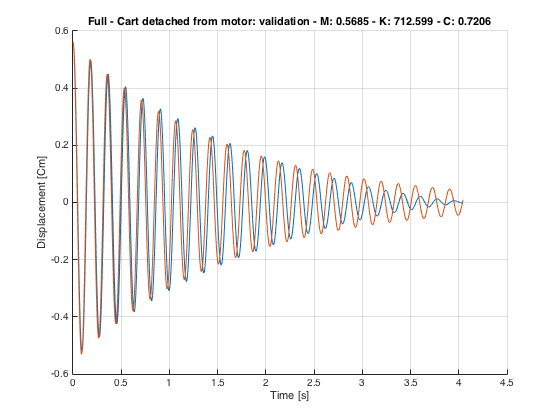 Full - Cart detached from motor: validation - M: 0.5685 - K: 712.599 - C: 0.7206
0.6
0.4
0.2
0
-0.2
-0.4
-0.6
Displacement [Cm]
0 0.5 1 1.5 2 2.5 3 3.5 4 4.5
Time [s]